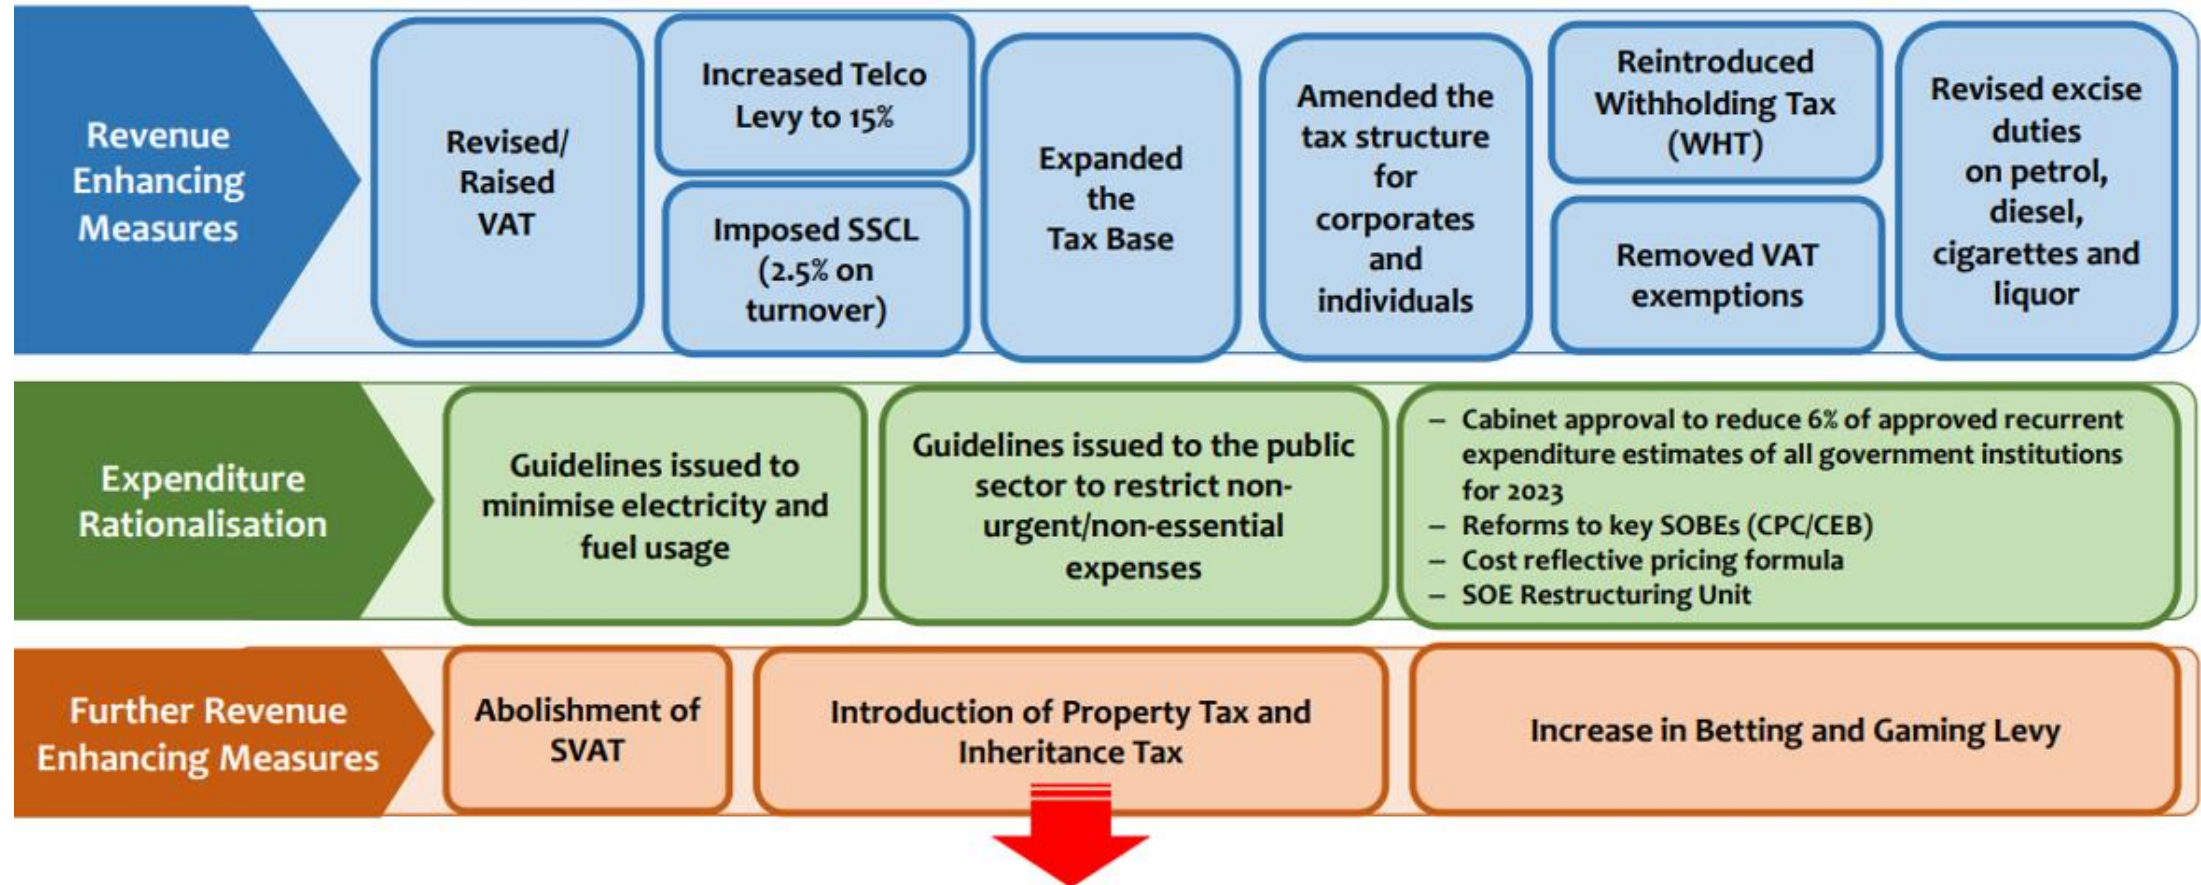 Revenue
Enhancing
Measures
Revised/
Raised
VAT
Increased Telco
Levy to 15%
Imposed SSCL
(2.5% on
turnover)
Expanded
the
Tax Base
Amended the
tax structure
for
corporates
and
individuals
Reintroduced
Withholding Tax
(WHT)
Removed VAT
exemptions
Revised excise
duties
on petrol,
diesel,
cigarettes and
liquor
Expenditure
Rationalisation
Guidelines issued to
minimise electricity and
fuel usage
Guidelines issued to the public
sector to restrict non-
urgent/non-essential
expenses
– Cabinet approval to reduce 6% of approved recurrent
expenditure estimates of all government institutions
for 2023
– Reforms to key SOBEs (CPC/CEB)
– Cost reflective pricing formula
– SOE Restructuring Unit
Further Revenue
Enhancing Measures
Abolishment of
SVAT
Introduction of Property Tax and
Inheritance Tax
Increase in Betting and Gaming Levy